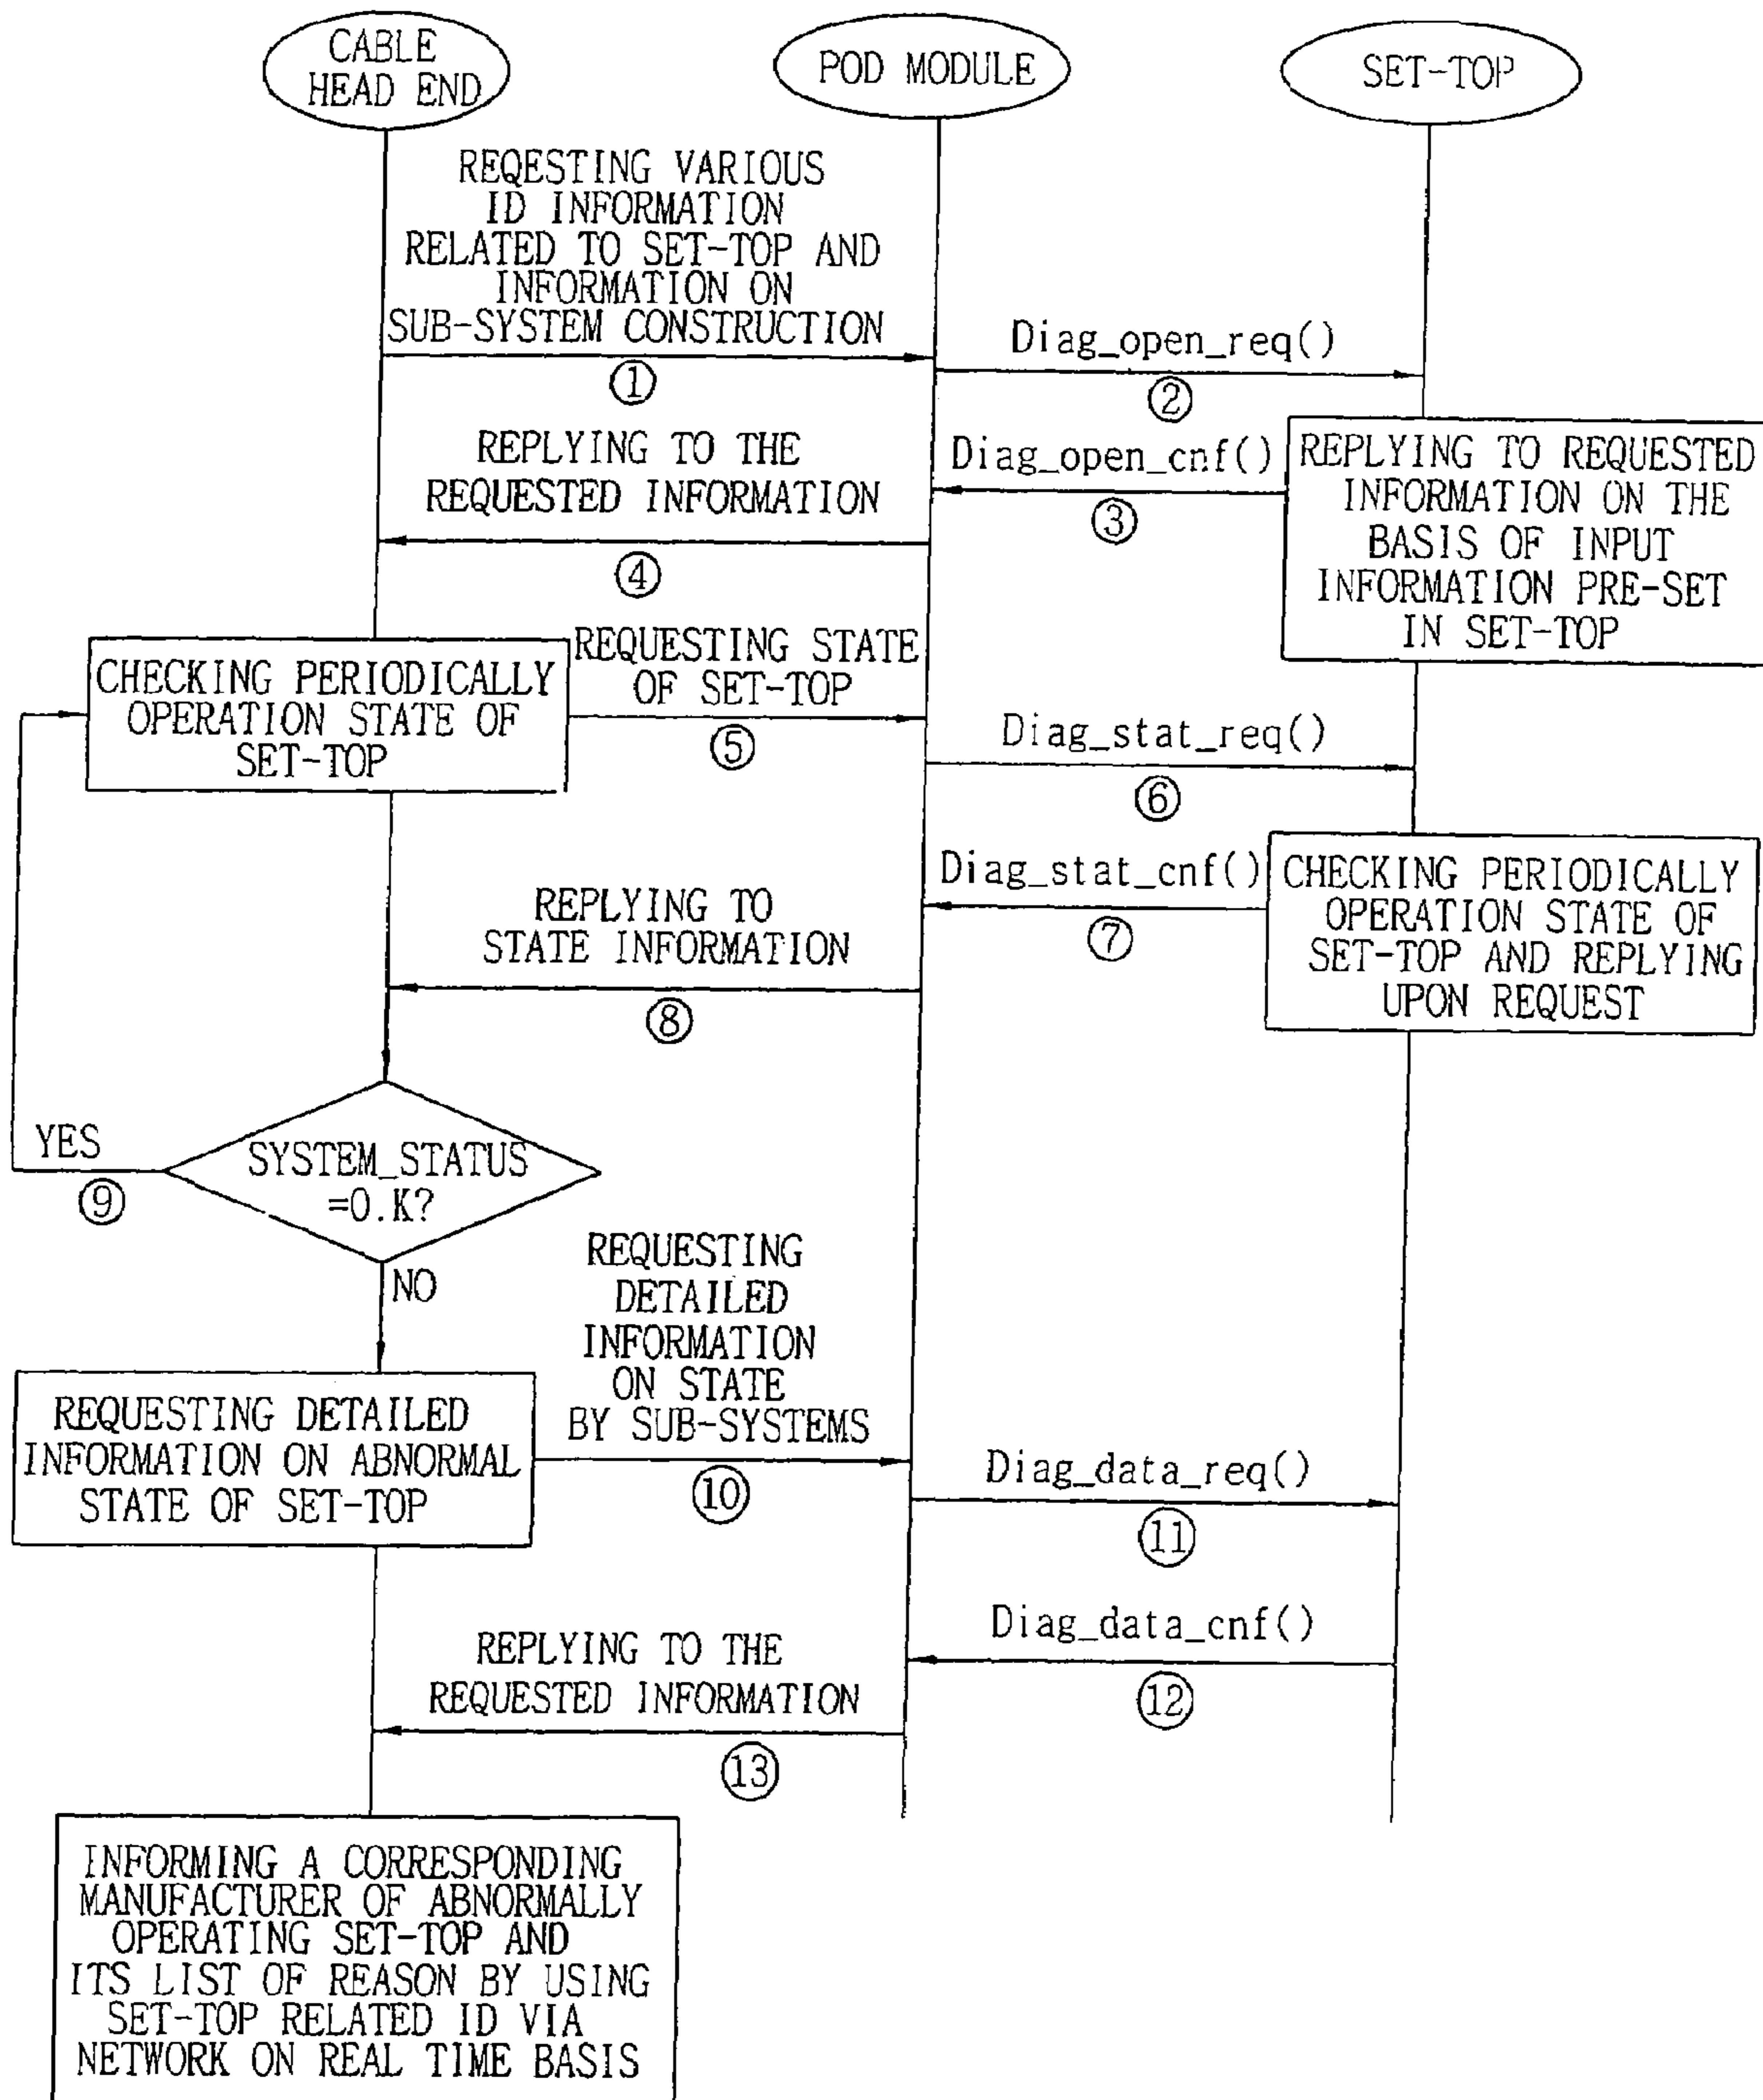 CABLE
HEAD END
POD MODULE
SET-TOP
REQESTING VARIOUS
ID INFORMATION
RELATED TO SET-TOP AND
INFORMATION ON
SUB-SYSTEM CONSTRUCTION
①
Diag_open_req()
②
REPLYING TO THE
REQUESTED INFORMATION
④
Diag_open_cnf()
③
REPLYING TO REQUESTED
INFORMATION ON THE
BASIS OF INPUT
INFORMATION PRE-SET
IN SET-TOP
CHECKING PERIODICALLY
OPERATION STATE OF
SET-TOP
REQUESTING STATE
OF SET-TOP
⑤
Diag_stat_req()
⑥
Diag_stat_cnf()
⑦
CHECKING PERIODICALLY
OPERATION STATE OF
SET-TOP AND REPLYING
UPON REQUEST
REPLYING TO
STATE INFORMATION
⑧
YES
⑨
SYSTEM_STATUS
=O.K?
NO
REQUESTING
DETAILED
INFORMATION
ON STATE
BY SUB-SYSTEMS
⑩
REQUESTING DETAILED
INFORMATION ON ABNORMAL
STATE OF SET-TOP
Diag_data_req()
⑪
Diag_data_cnf()
⑫
REPLYING TO THE
REQUESTED INFORMATION
⑬
INFORMING A CORRESPONDING
MANUFACTURER OF ABNORMALLY
OPERATING SET-TOP AND
ITS LIST OF REASON BY USING
SET-TOP RELATED ID VIA
NETWORK ON REAL TIME BASIS